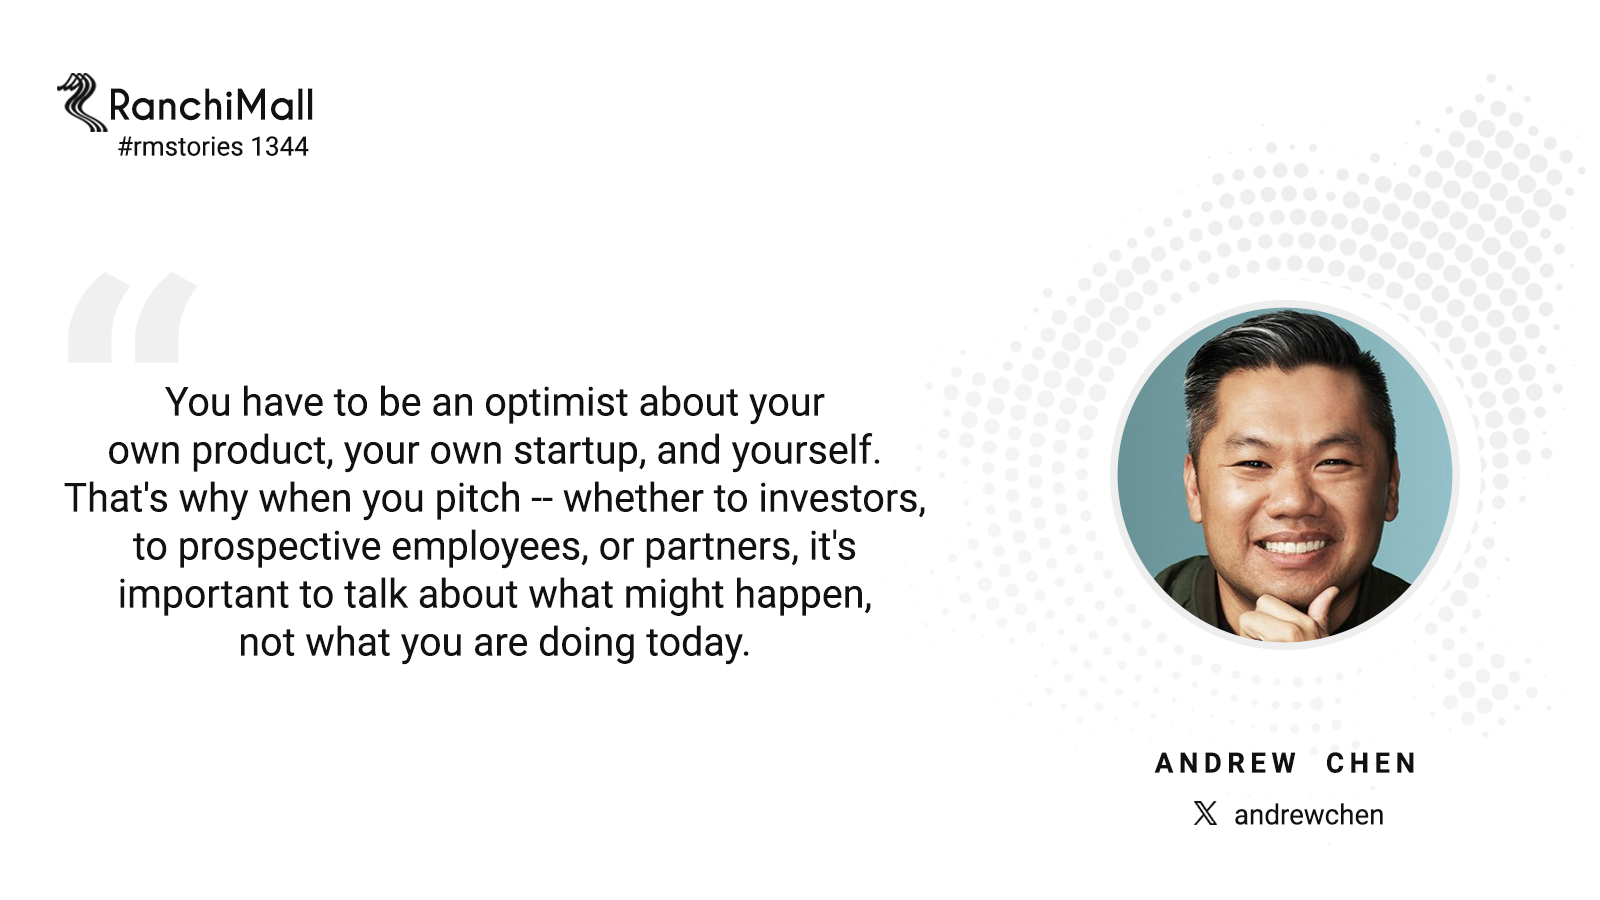 RanchiMall
#rmstories 1344
You have to be an optimist about your
own product, your own startup, and yourself.
That's why when you pitch -- whether to investors,
to prospective employees, or partners, it's
important to talk about what might happen,
not what you are doing today.
ANDREW CHEN
andrewchen